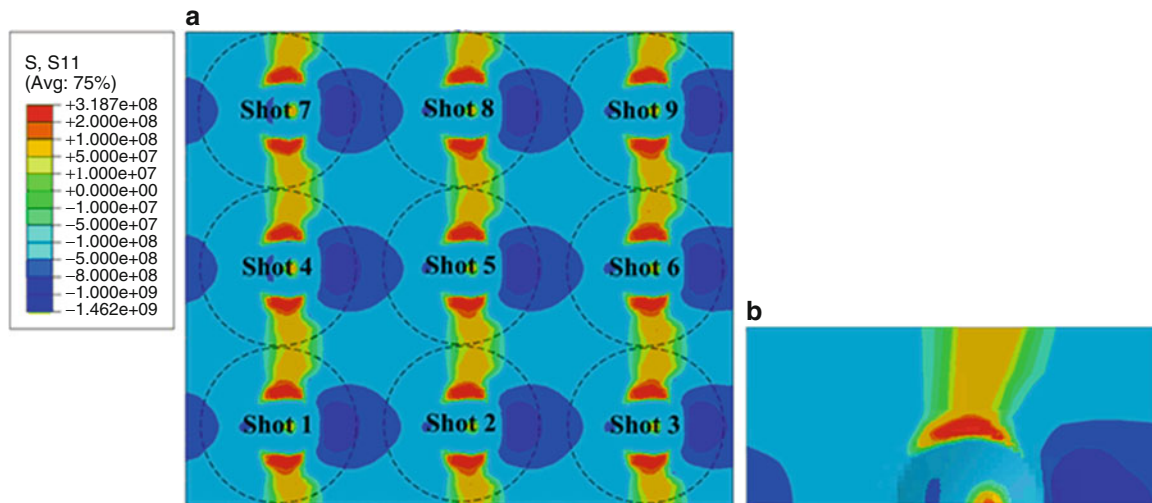 a
S, S11
(Avg: 75%)
+3.187e+08
+2.000e+08
+1.000e+08
+5.000e+07
+1.000e+07
+0.000e+00
−1.000e+07
−5.000e+07
−1.000e+08
−5.000e+08
−8.000e+08
−1.000e+09
−1.462e+09
Shot 7 Shot 8 Shot 9
Shot 4 Shot 5 Shot 6
Shot 1 Shot 2 Shot 3
b